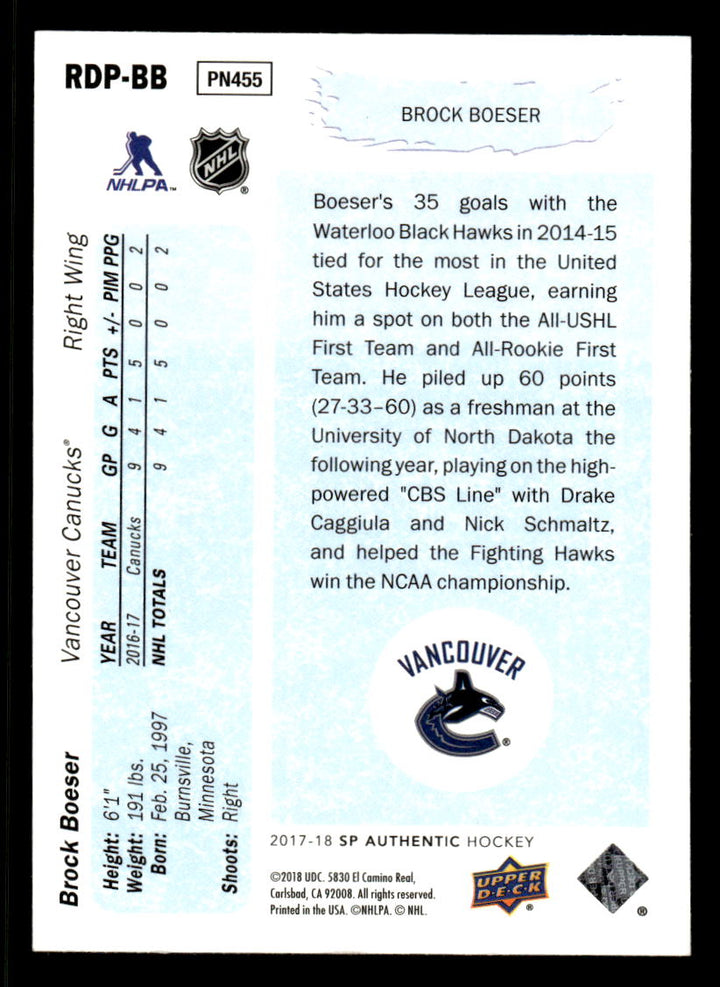 RDP-BB PN455
BROCK BOESER
NHLPA™ NHL ®
Boeser's 35 goals with the
Waterloo Black Hawks in 2014-15
tied for the most in the United
States Hockey League, earning
him a spot on both the All-USHL
First Team and All-Rookie First
Team. He piled up 60 points
(27-33–60) as a freshman at the
University of North Dakota the
following year, playing on the high-
powered "CBS Line" with Drake
Caggiula and Nick Schmaltz,
and helped the Fighting Hawks
win the NCAA championship.
VANCOUVER
®
Brock Boeser Vancouver Canucks® Right Wing
Height: 6'1"
Weight: 191 lbs.
Born: Feb. 25, 1997
Burnsville,
Minnesota
Shoots: Right
YEAR TEAM GP G A PTS +/- PIM PPG
2016-17 Canucks 9 4 1 5 0 0 2
NHL TOTALS 9 4 1 5 0 0 2
2017-18 SP AUTHENTIC HOCKEY
©2018 UDC. 5830 El Camino Real,
Carlsbad, CA 92008. All rights reserved.
Printed in the USA. ©NHLPA. © NHL.
UPPER
D·E·C·K
®
®